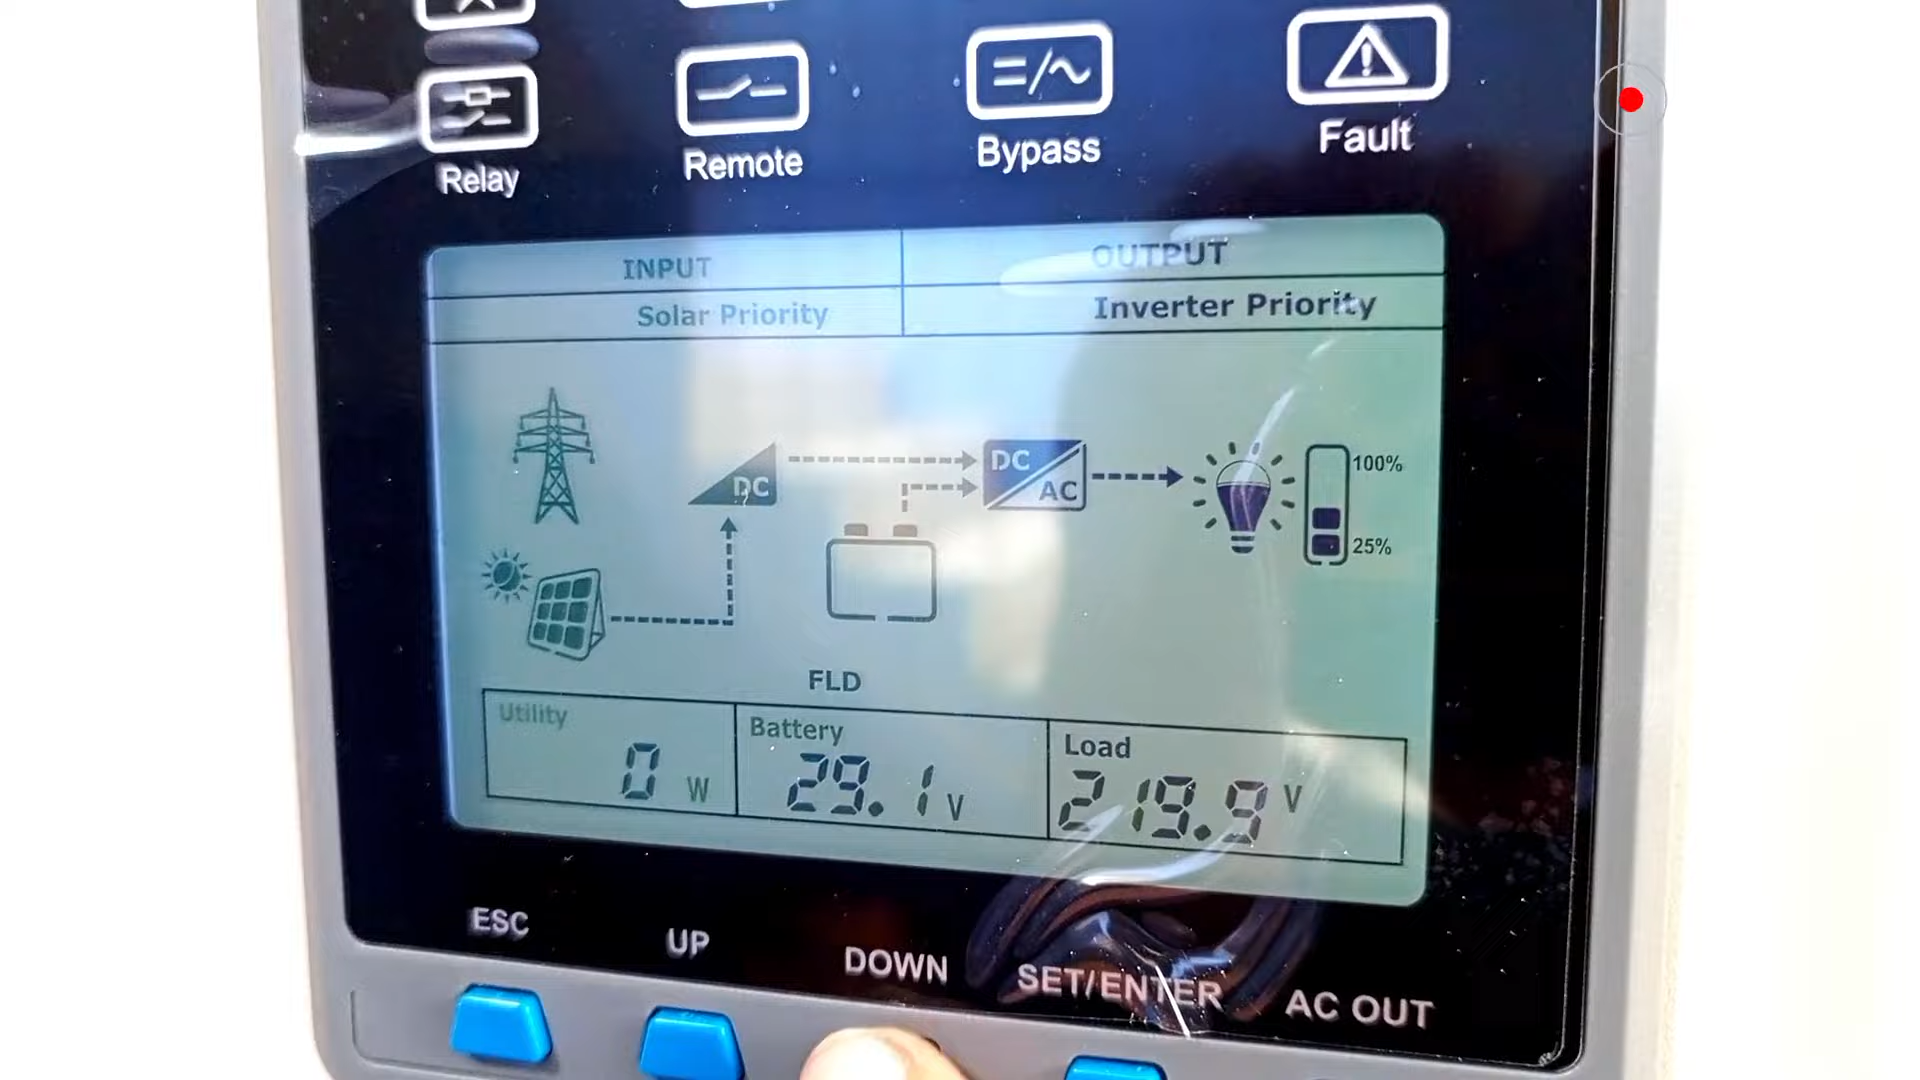 Relay
Remote
Bypass
Fault
INPUT
OUTPUT
Solar Priority
Inverter Priority
DC
DC
AC
100%
25%
FLD
Utility
0 W
Battery
29.1 V
Load
219.9 V
ESC
UP
DOWN
SET/ENTER
AC OUT